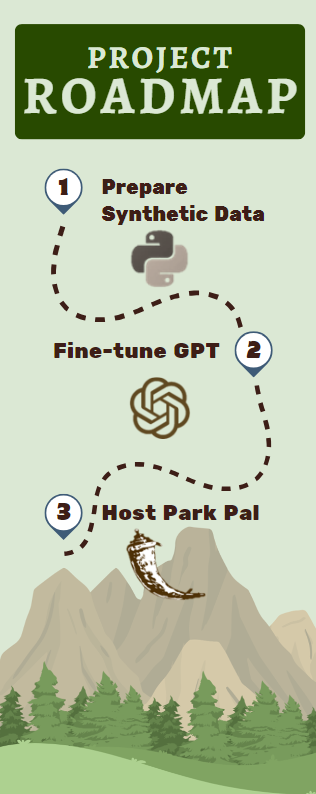 PROJECT
ROADMAP
1
Prepare
Synthetic Data
Fine-tune GPT
2
3
Host Park Pal